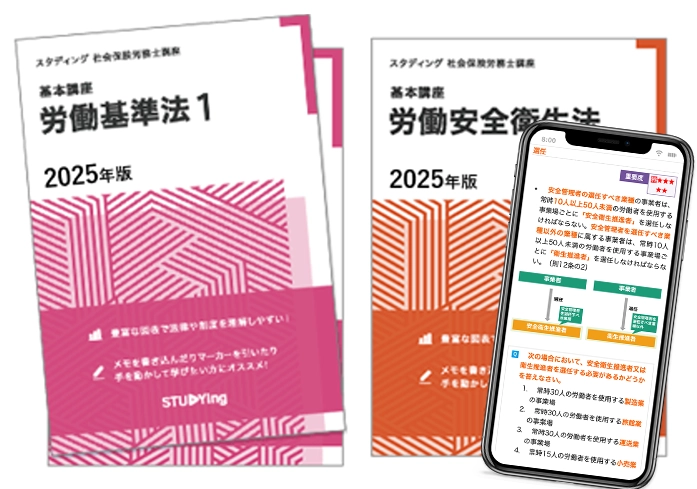 スタディング 社会保険労務士講座
基本講座
労働基準法1
2025年版
豊富な図表で法律や制度を理解しやすい!
メモを書き込んだりマーカーを引いたり
手を動かして学びたい方にオススメ!
STUDYing
スタディング 社会保険労務士講座
基本講座
労働安全衛生法
2025年版
豊富な図表で
メモを書き込
手を動かし
6:00
選任
重要度
★★★
★★
• 安全管理者の選任すべき業種の事業者は、
常時10人以上50人未満の労働者を使用する
事業場ごとに「安全衛生推進者」を選任しな
ければならない。安全管理者を選任すべき業
種以外の業種に属する事業者は、常時10人
以上50人未満の労働者を使用する事業場ご
とに「衛生推進者」を選任しなければならな
い。(則12条の2)
事業者
事業者
選任
選任
安全衛生推進者
衛生推進者
Q 次の場合において、安全衛生推進者又は
衛生推進者を選任する必要があるかどうか
を答えなさい。
1. 常時30人の労働者を使用する製造業
の事業場
2. 常時30人の労働者を使用する旅館業
の事業場
3. 常時30人の労働者を使用する運送業
の事業場
4. 常時15人の労働者を使用する小売業